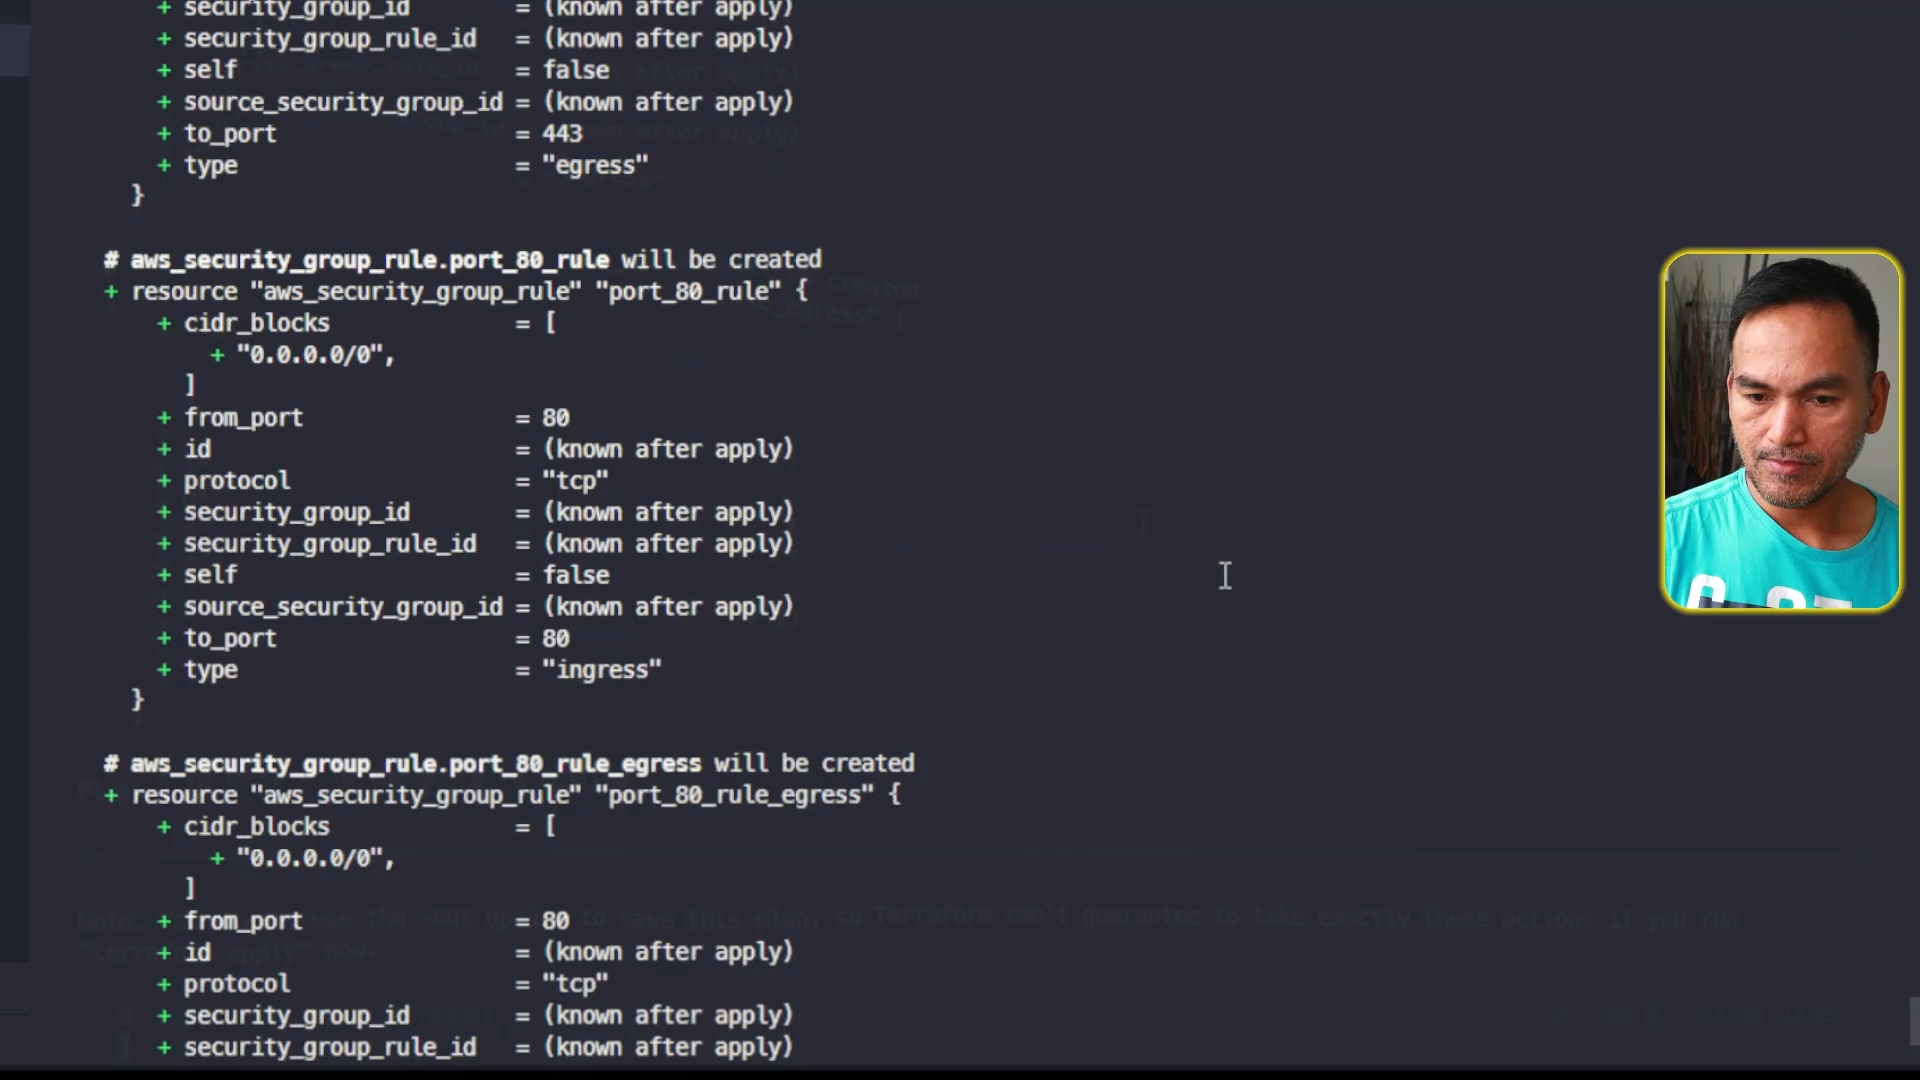 + security_group_id = (known after apply)
+ security_group_rule_id = (known after apply)
+ self = false
+ source_security_group_id = (known after apply)
+ to_port = 443
+ type = "egress"
}
# aws_security_group_rule.port_80_rule will be created
+ resource "aws_security_group_rule" "port_80_rule" {
+ cidr_blocks = [
+ "0.0.0.0/0",
]
+ from_port = 80
+ id = (known after apply)
+ protocol = "tcp"
+ security_group_id = (known after apply)
+ security_group_rule_id = (known after apply)
+ self = false
+ source_security_group_id = (known after apply)
+ to_port = 80
+ type = "ingress"
}
# aws_security_group_rule.port_80_rule_egress will be created
+ resource "aws_security_group_rule" "port_80_rule_egress" {
+ cidr_blocks = [
+ "0.0.0.0/0",
]
+ from_port = 80
+ id = (known after apply)
+ protocol = "tcp"
+ security_group_id = (known after apply)
+ security_group_rule_id = (known after apply)